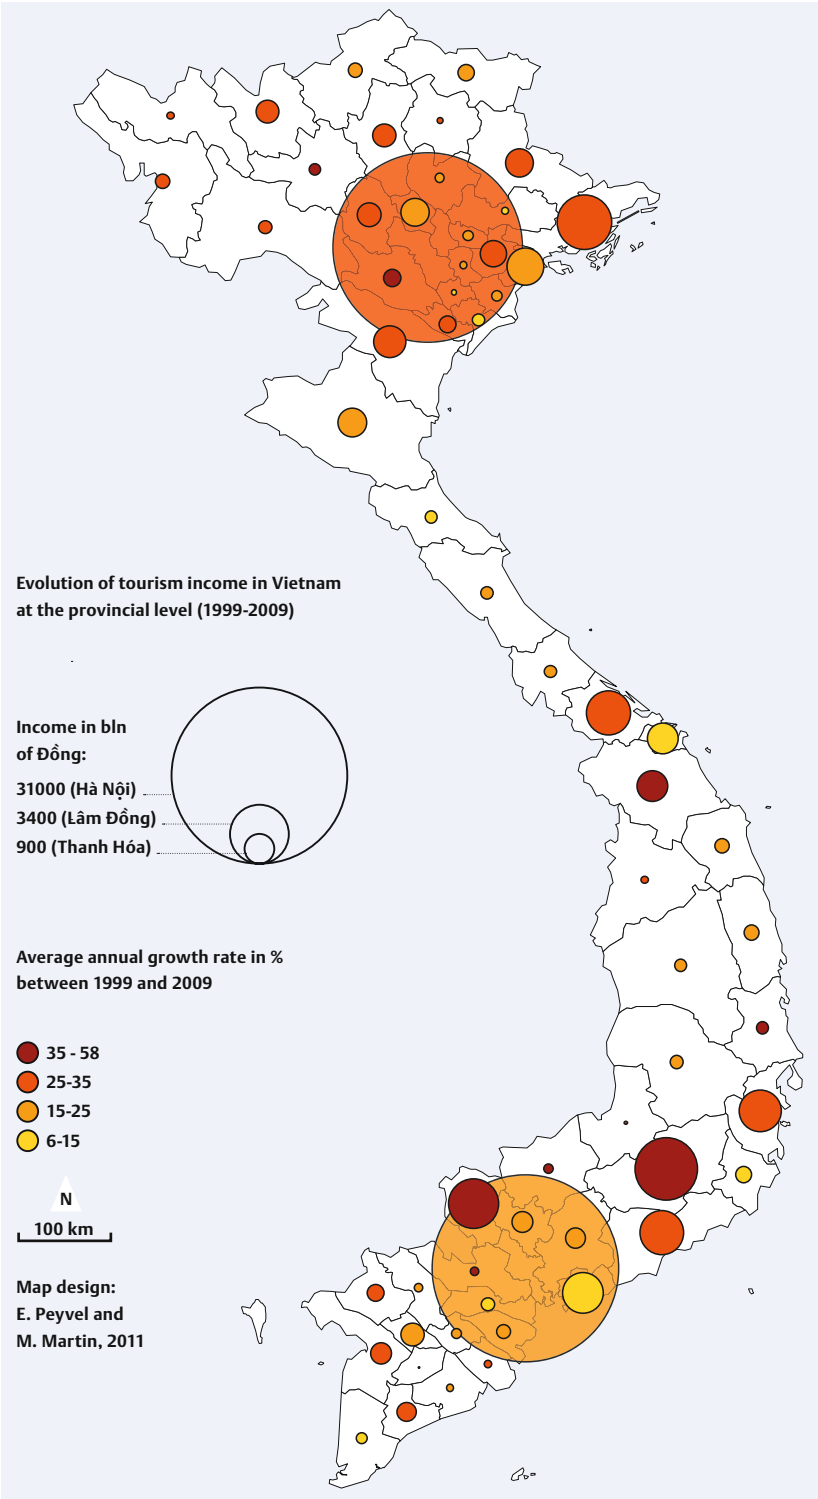 Evolution of tourism income in Vietnam
at the provincial level (1999-2009)
Income in bln
of Đồng:
31000 (Hà Nội)
3400 (Lâm Đồng)
900 (Thanh Hóa)
Average annual growth rate in %
between 1999 and 2009
35 - 58
25-35
15-25
6-15
N
100 km
Map design:
E. Peyvel and
M. Martin, 2011